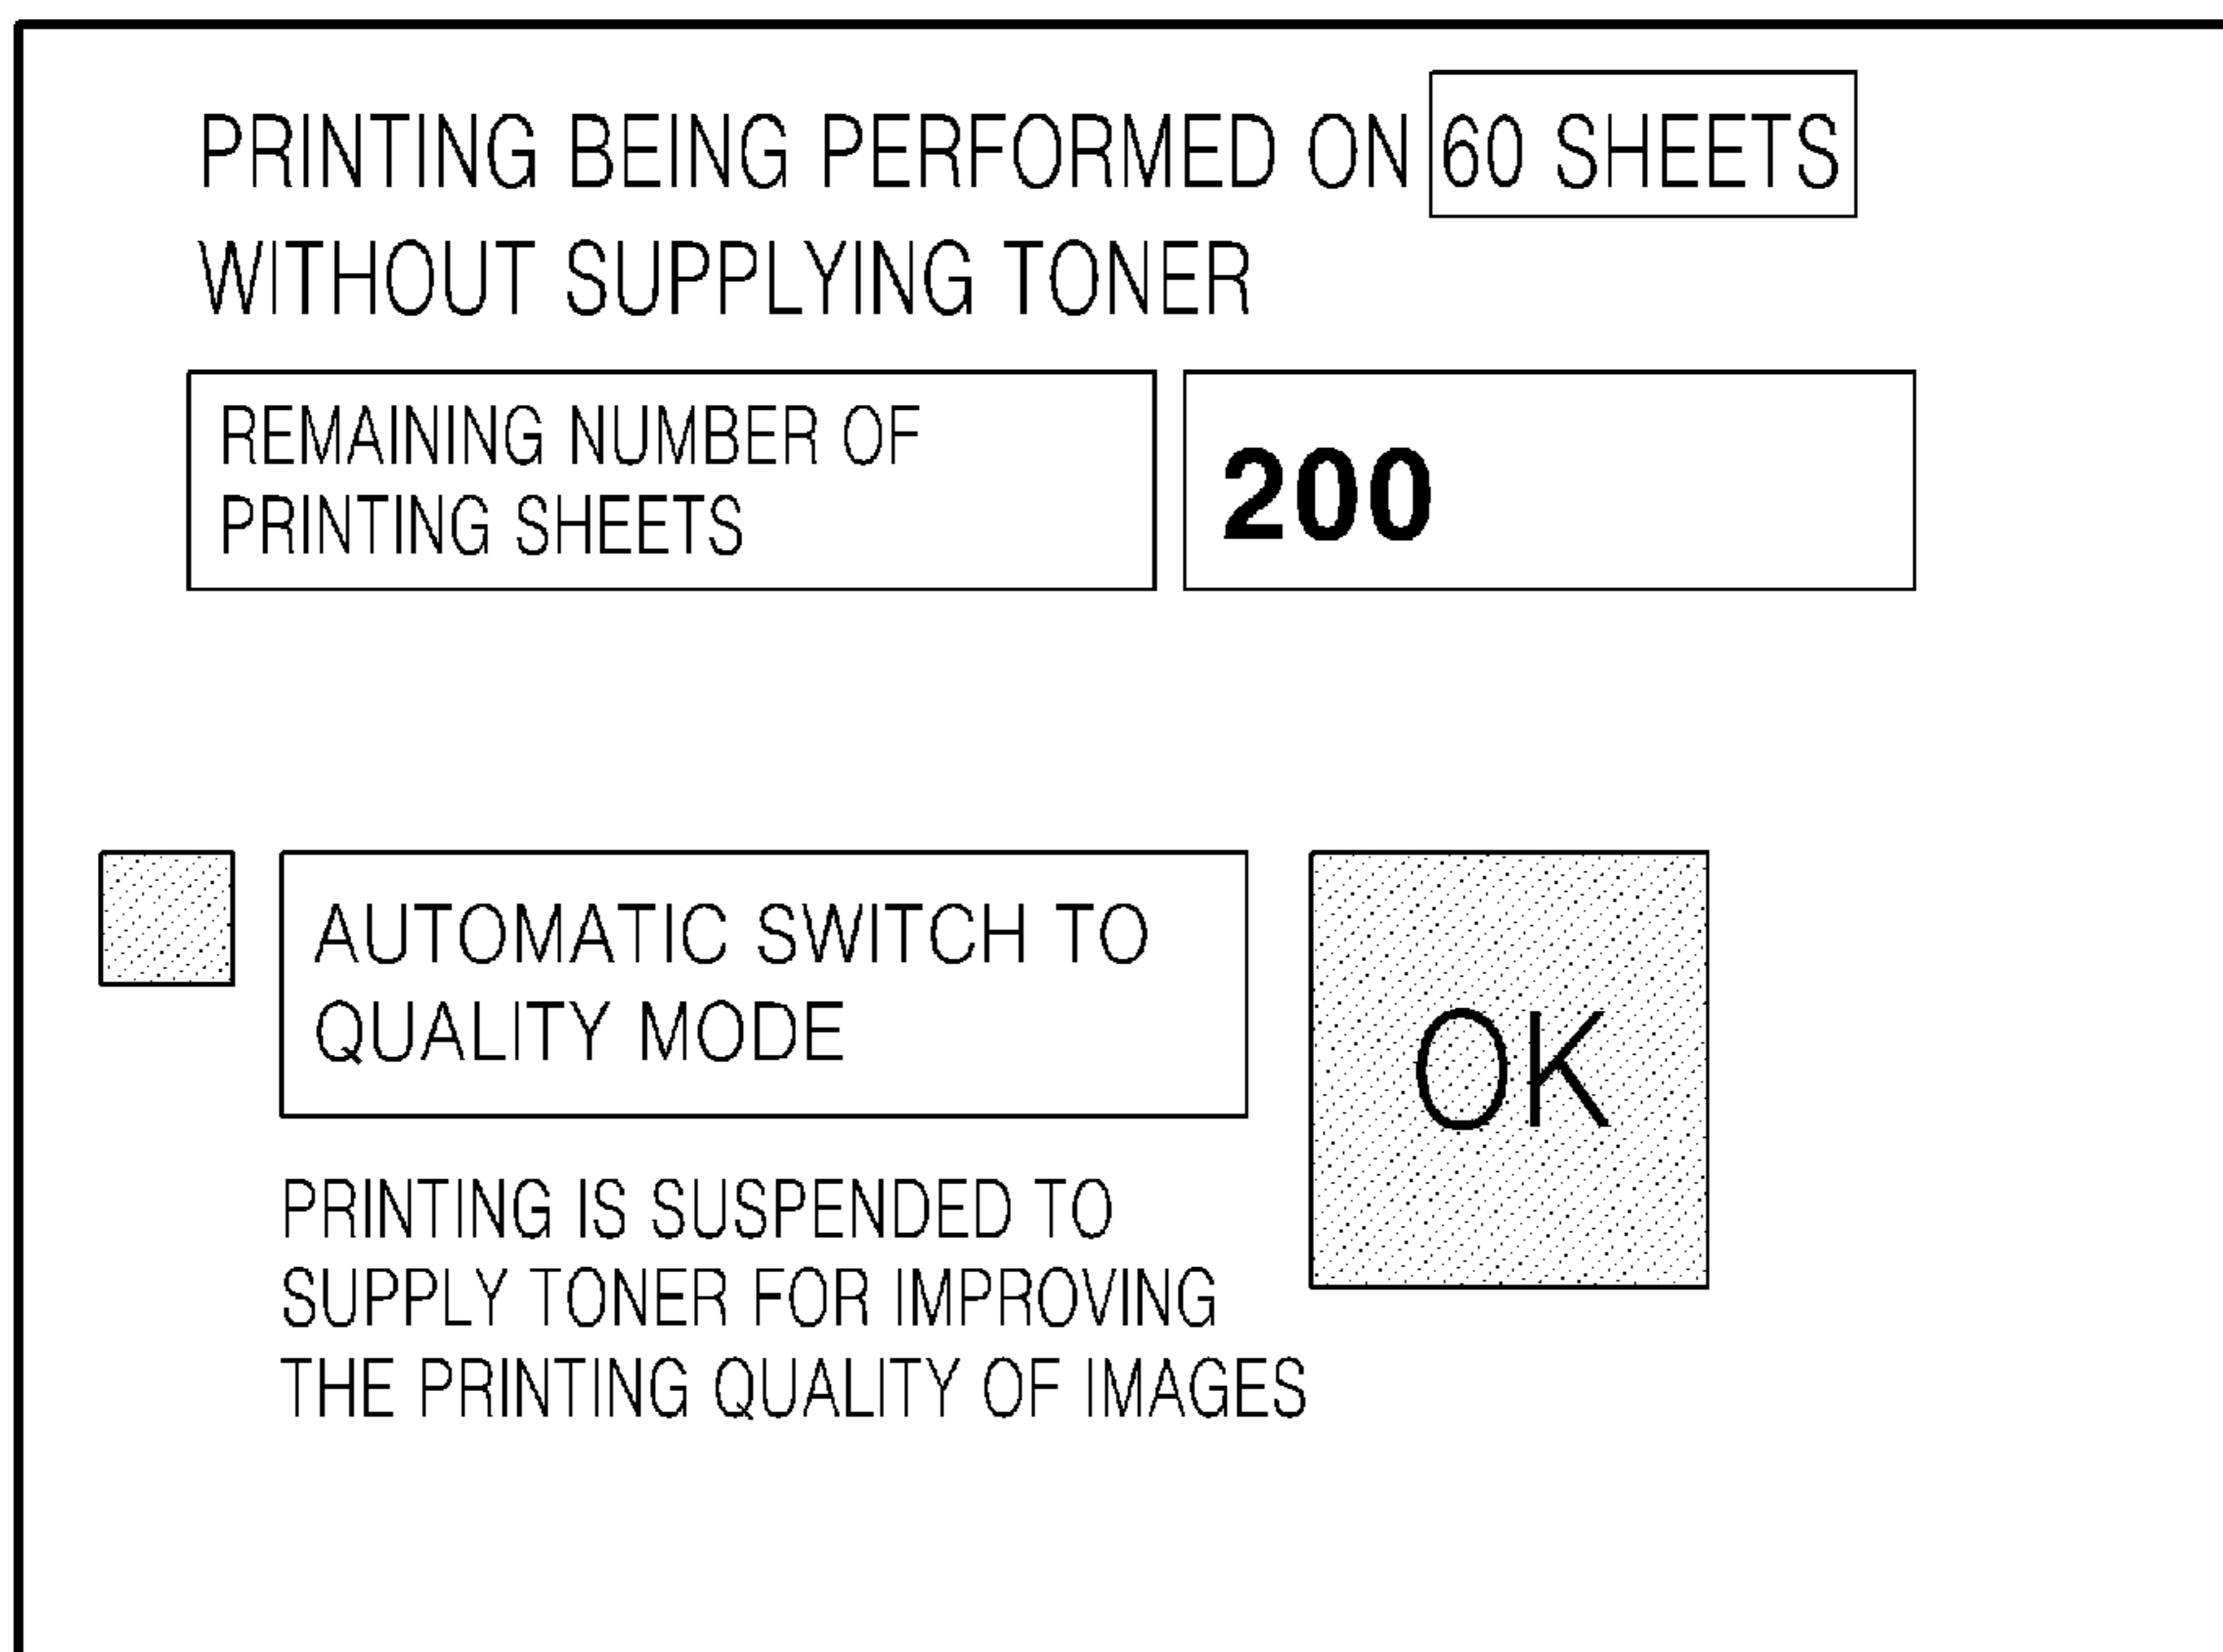 PRINTING BEING PERFORMED ON 60 SHEETS
WITHOUT SUPPLYING TONER
REMAINING NUMBER OF
PRINTING SHEETS
200
AUTOMATIC SWITCH TO
QUALITY MODE
OK
PRINTING IS SUSPENDED TO
SUPPLY TONER FOR IMPROVING
THE PRINTING QUALITY OF IMAGES